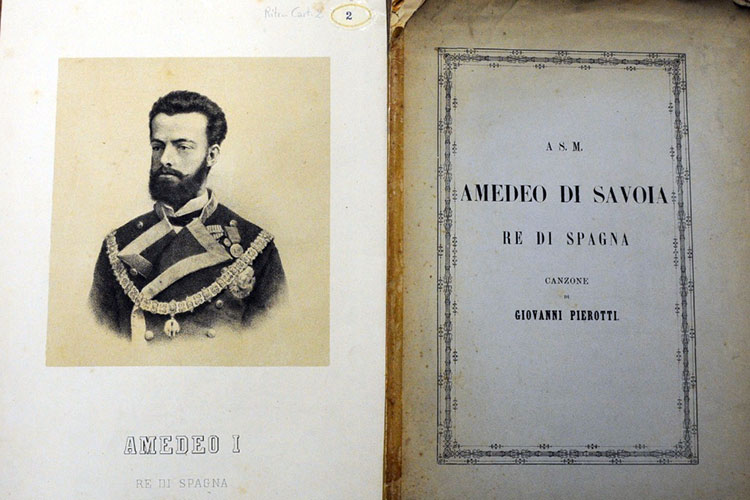 2
AMEDEO I
RE DI SPAGNA
A S. M.
AMEDEO DI SAVOIA
RE DI SPAGNA
CANZONE
DI
GIOVANNI PIEROTTI.